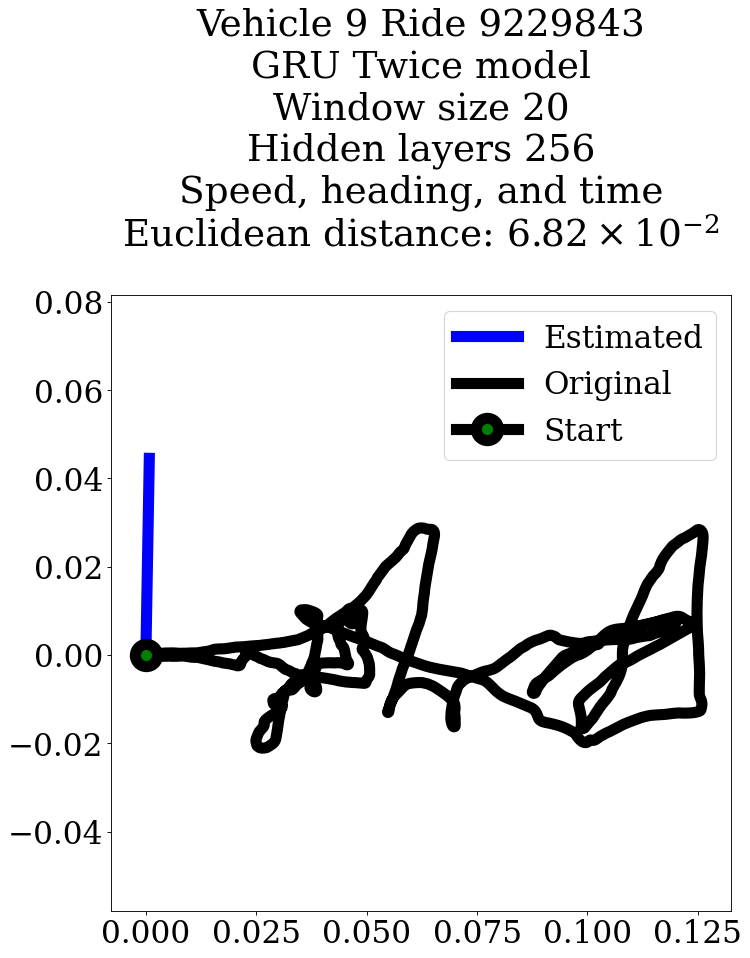 Vehicle 9 Ride 9229843
GRU Twice model
Window size 20
Hidden layers 256
Speed, heading, and time
Euclidean distance: 6.82 × 10⁻²
0.08
0.06
0.04
0.02
0.00
−0.02
−0.04
Estimated
Original
Start
0.000 0.025 0.050 0.075 0.100 0.125